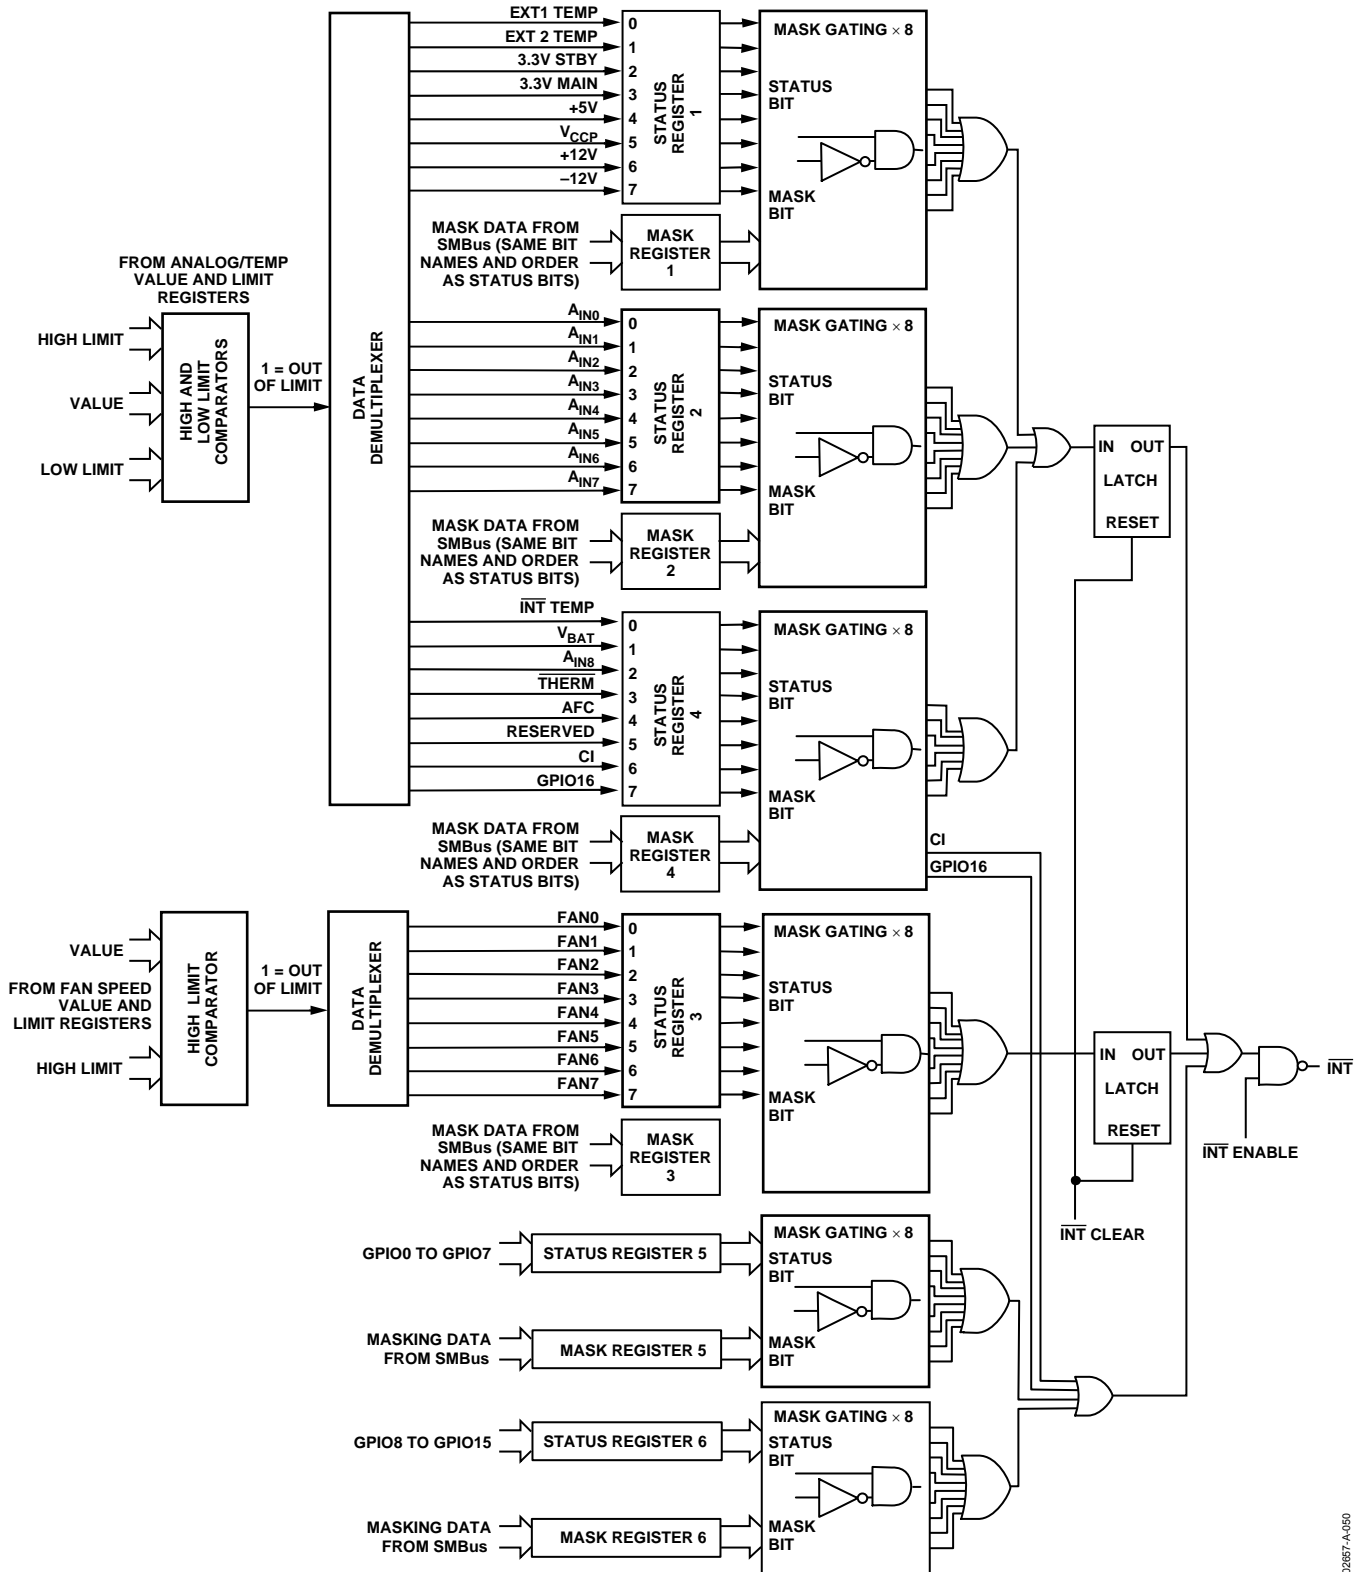 EXT1 TEMP
EXT 2 TEMP
3.3V STBY
3.3V MAIN
+5V
VCCP
+12V
–12V
0
1
2
3
4
5
6
7
STATUS
REGISTER
1
MASK GATING × 8
STATUS
BIT
MASK
BIT
MASK DATA FROM
SMBus (SAME BIT
NAMES AND ORDER
AS STATUS BITS)
MASK
REGISTER
1
FROM ANALOG/TEMP
VALUE AND LIMIT
REGISTERS
HIGH LIMIT
VALUE
LOW LIMIT
HIGH AND
LOW LIMIT
COMPARATORS
1 = OUT
OF LIMIT
DATA
DEMULTIPLEXER
AIN0
AIN1
AIN2
AIN3
AIN4
AIN5
AIN6
AIN7
0
1
2
3
4
5
6
7
STATUS
REGISTER
2
MASK GATING × 8
STATUS
BIT
MASK
BIT
IN OUT
LATCH
RESET
MASK DATA FROM
SMBus (SAME BIT
NAMES AND ORDER
AS STATUS BITS)
MASK
REGISTER
2
INT TEMP
VBAT
AIN8
THERM
AFC
RESERVED
CI
GPIO16
0
1
2
3
4
5
6
7
STATUS
REGISTER
4
MASK GATING × 8
STATUS
BIT
MASK
BIT
MASK DATA FROM
SMBus (SAME BIT
NAMES AND ORDER
AS STATUS BITS)
MASK
REGISTER
4
CI
GPIO16
VALUE
FROM FAN SPEED
VALUE AND
LIMIT REGISTERS
HIGH LIMIT
HIGH LIMIT
COMPARATOR
1 = OUT
OF LIMIT
DATA
DEMULTIPLEXER
FAN0
FAN1
FAN2
FAN3
FAN4
FAN5
FAN6
FAN7
0
1
2
3
4
5
6
7
STATUS
REGISTER
3
MASK GATING × 8
STATUS
BIT
MASK
BIT
IN OUT
LATCH
RESET
INT
INT ENABLE
MASK DATA FROM
SMBus (SAME BIT
NAMES AND ORDER
AS STATUS BITS)
MASK
REGISTER
3
INT CLEAR
GPIO0 TO GPIO7
STATUS REGISTER 5
MASK GATING × 8
STATUS
BIT
MASK
BIT
MASKING DATA
FROM SMBus
MASK REGISTER 5
GPIO8 TO GPIO15
STATUS REGISTER 6
MASK GATING × 8
STATUS
BIT
MASK
BIT
MASKING DATA
FROM SMBus
MASK REGISTER 6
02657-A-050